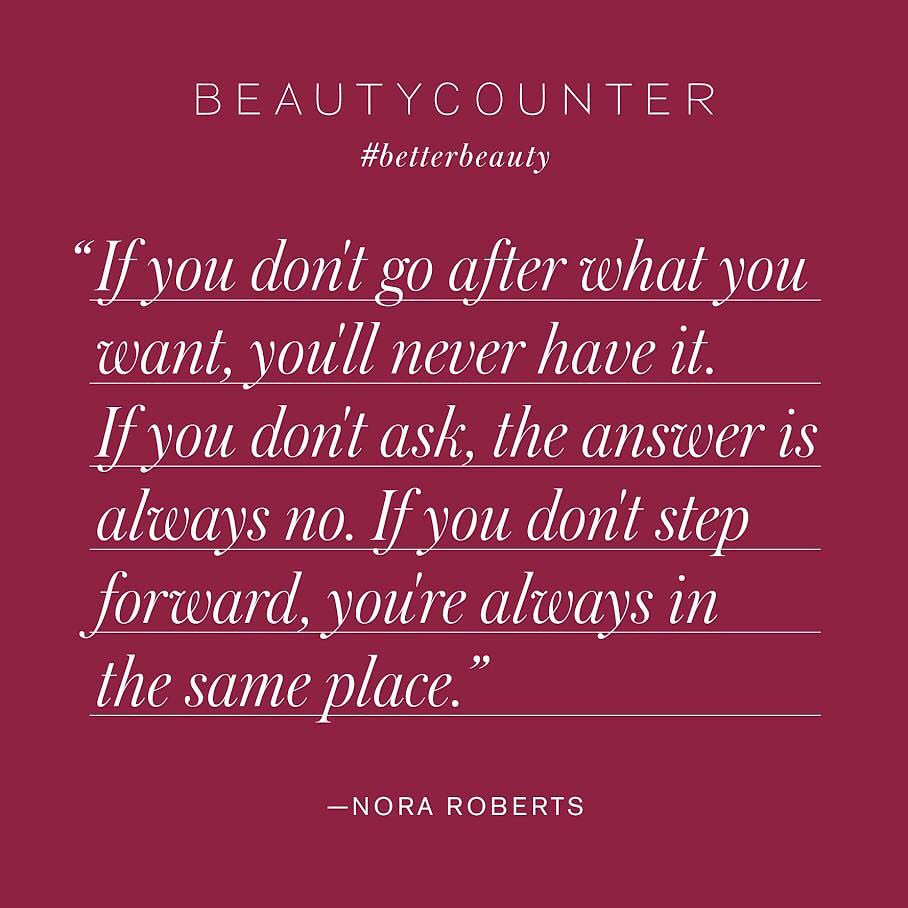 BEAUTYCOUNTER
#betterbeauty
“If you don't go after what you
want, you'll never have it.
If you don't ask, the answer is
always no. If you don't step
forward, you're always in
the same place.”
—NORA ROBERTS